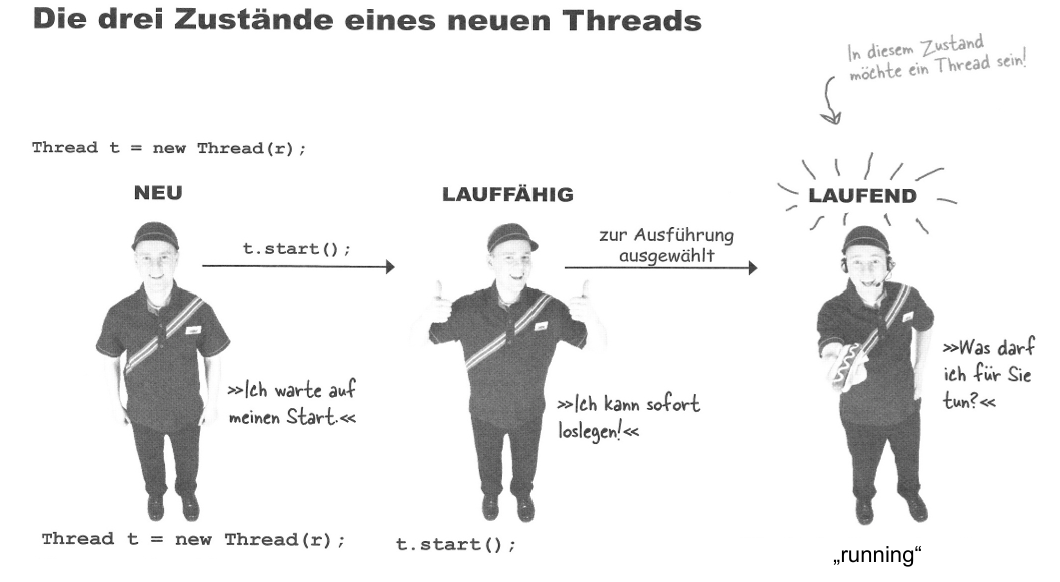 Die drei Zustände eines neuen Threads
In diesem Zustand
möchte ein Thread sein!
Thread t = new Thread(r);
NEU
LAUFFÄHIG
LAUFEND
t.start();
zur Ausführung
ausgewählt
»Ich warte auf
meinen Start.«
»Ich kann sofort
loslegen!«
»Was darf
ich für Sie
tun?«
Thread t = new Thread(r);
t.start();
„running“